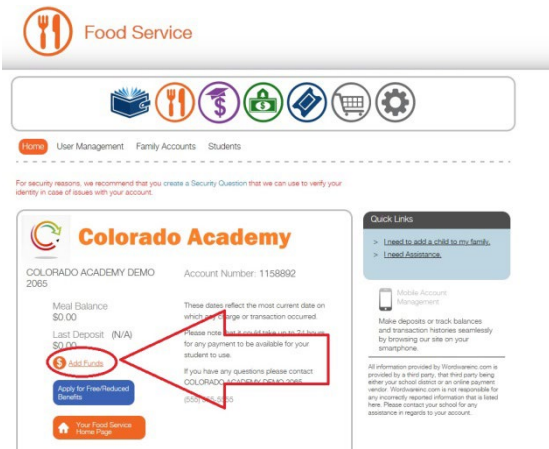 Food Service
Home User Management Family Accounts Students
For security reasons, we recommend that you create a Security Question that we can use to verify your
identity in case of issues with your account.
Colorado Academy
COLORADO ACADEMY DEMO
2065
Account Number: 1158892
Meal Balance
$0.00
Last Deposit (N/A)
$0.00
Add Funds
Apply for Free/Reduced
Benefits
Your Food Service
Home Page
These dates reflect the most current date on
which any charge or transaction occurred.
Please note that it could take up to 24 hours
for any payment to be available for your
student to use.
If you have any questions please contact
COLORADO ACADEMY DEMO 2065
(555)
Quick Links
> I need to add a child to my family.
> I need Assistance.
Mobile Account
Management
Make deposits or track balances
and transaction histories seamlessly
by browsing our site on your
smartphone.
All information provided by Wordwareinc.com is
provided by a third party, that third party being
either your school district or an online payment
vendor. Wordwareinc.com is not responsible for
any incorrectly reported information that is listed
here. Please contact your school for any
assistance in regards to your account.